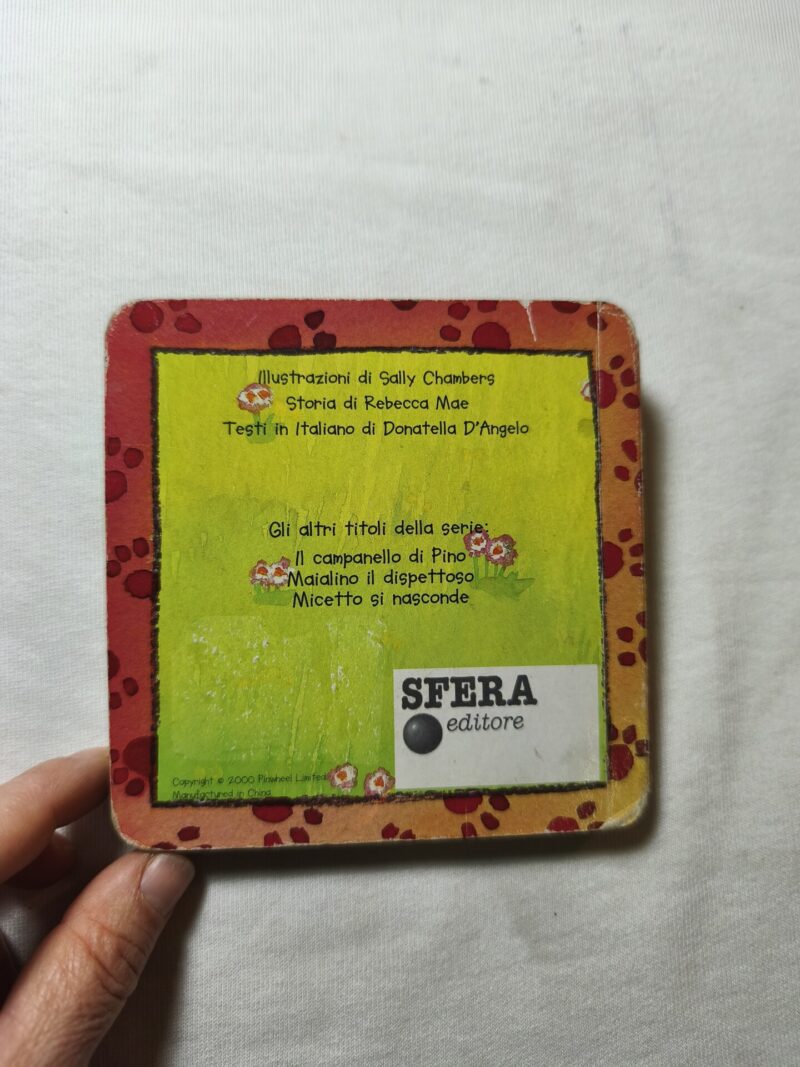 Illustrazioni di Sally Chambers
Storia di Rebecca Mae
Testi in Italiano di Donatella D'Angelo
Gli altri titoli della serie:
Il campanello di Pino
Maialino il dispettoso
Micetto si nasconde
SFERA
editore
Copyright © 2000 Pinwheel Limited
Manufactured in China